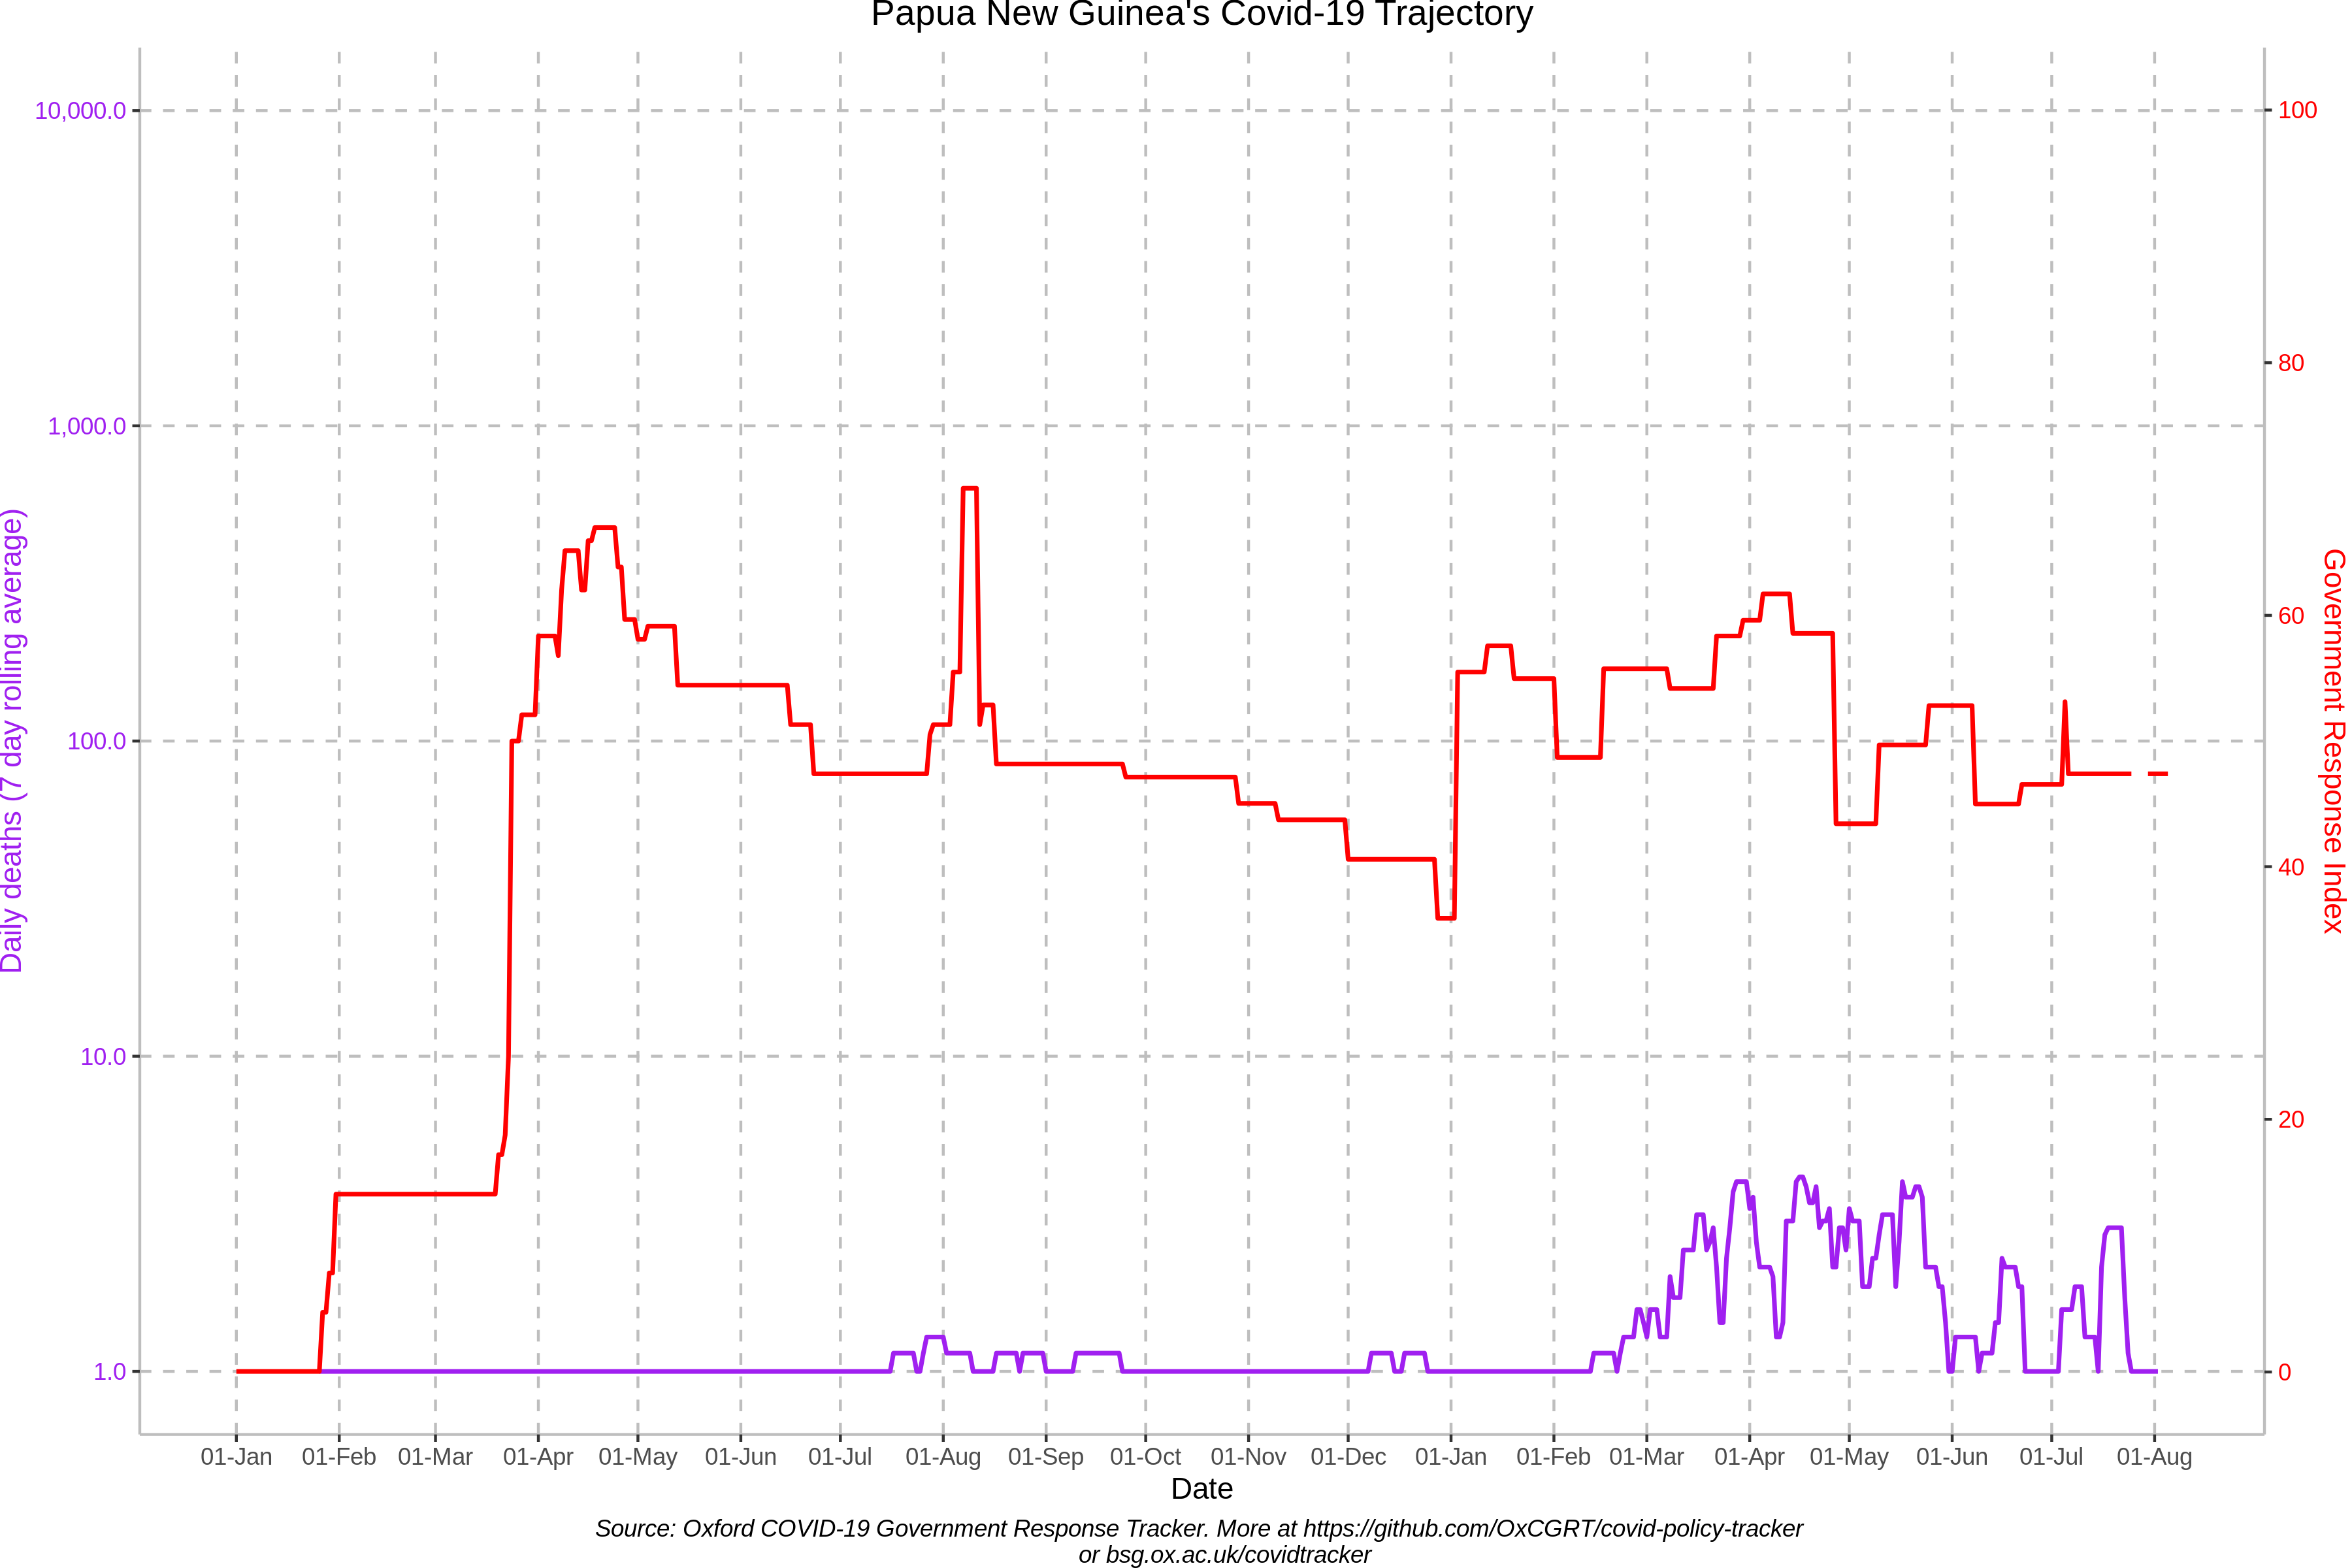 Papua New Guinea's Covid-19 Trajectory
10,000.0
1,000.0
100.0
10.0
1.0
Daily deaths (7 day rolling average)
100
80
60
40
20
0
Government Response Index
01-Jan 01-Feb 01-Mar 01-Apr 01-May 01-Jun 01-Jul 01-Aug 01-Sep 01-Oct 01-Nov 01-Dec 01-Jan 01-Feb 01-Mar 01-Apr 01-May 01-Jun 01-Jul 01-Aug
Date
Source: Oxford COVID-19 Government Response Tracker. More at https://github.com/OxCGRT/covid-policy-tracker
or bsg.ox.ac.uk/covidtracker